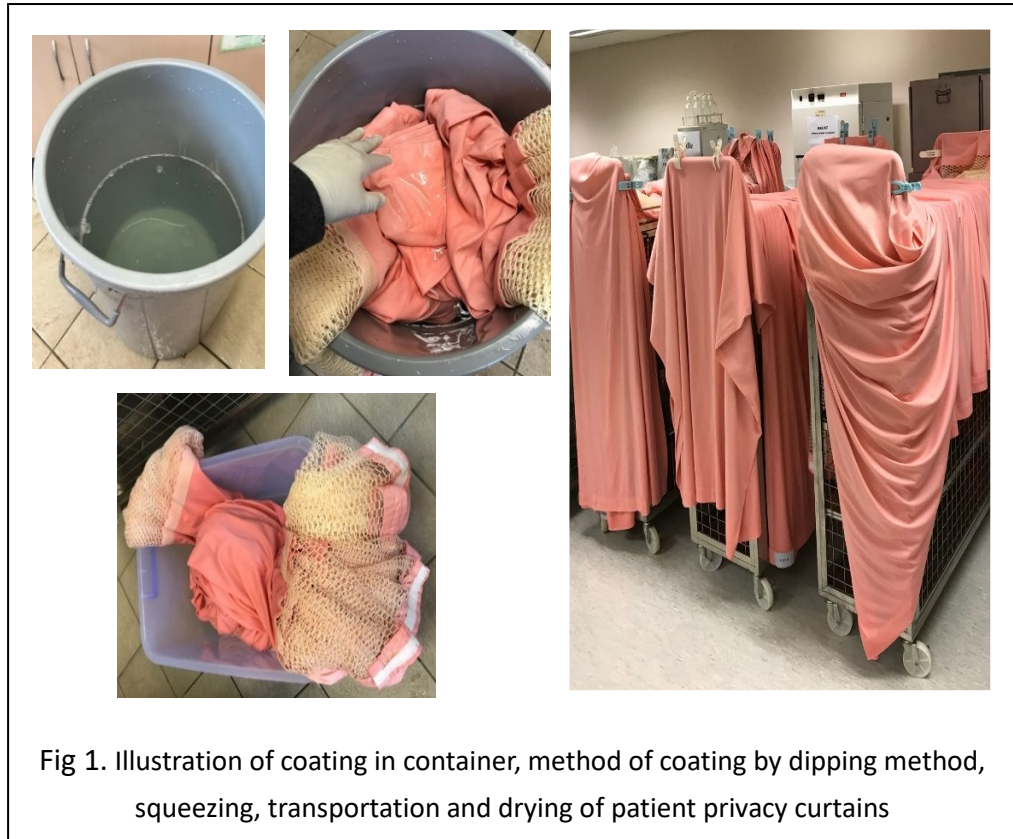 Fig 1. Illustration of coating in container, method of coating by dipping method,
squeezing, transportation and drying of patient privacy curtains